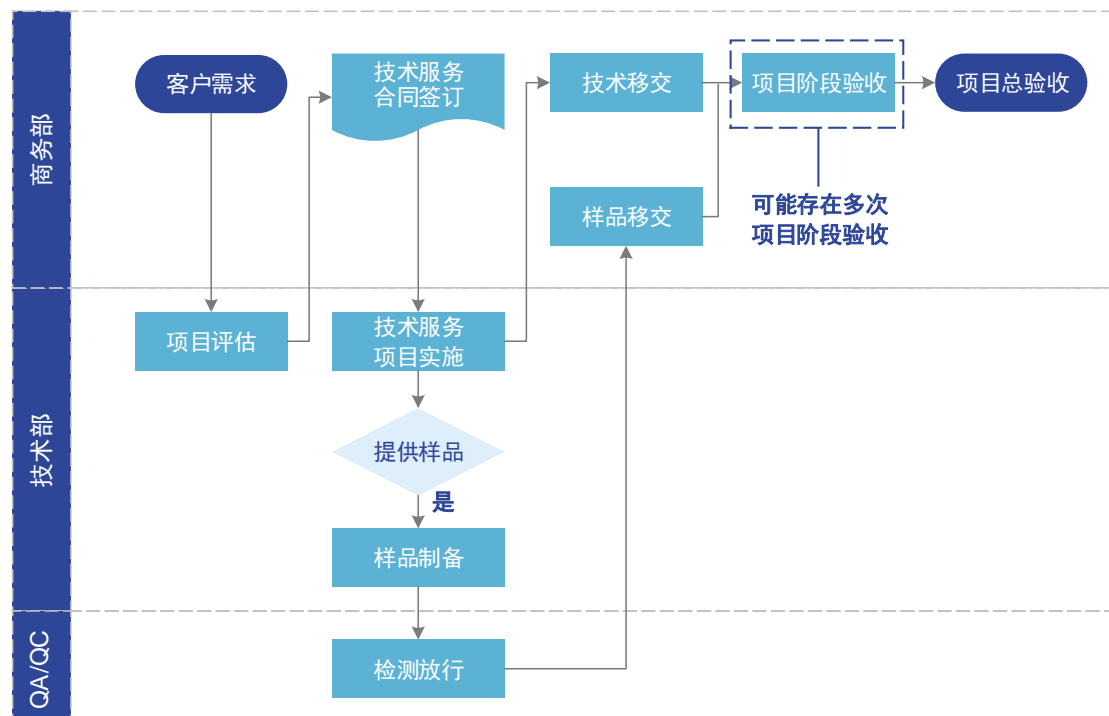 商务部
客户需求
技术服务
合同签订
技术移交
项目阶段验收
项目总验收
样品移交
可能存在多次
项目阶段验收
技术部
项目评估
技术服务
项目实施
提供样品
是
样品制备
QA/QC
检测放行